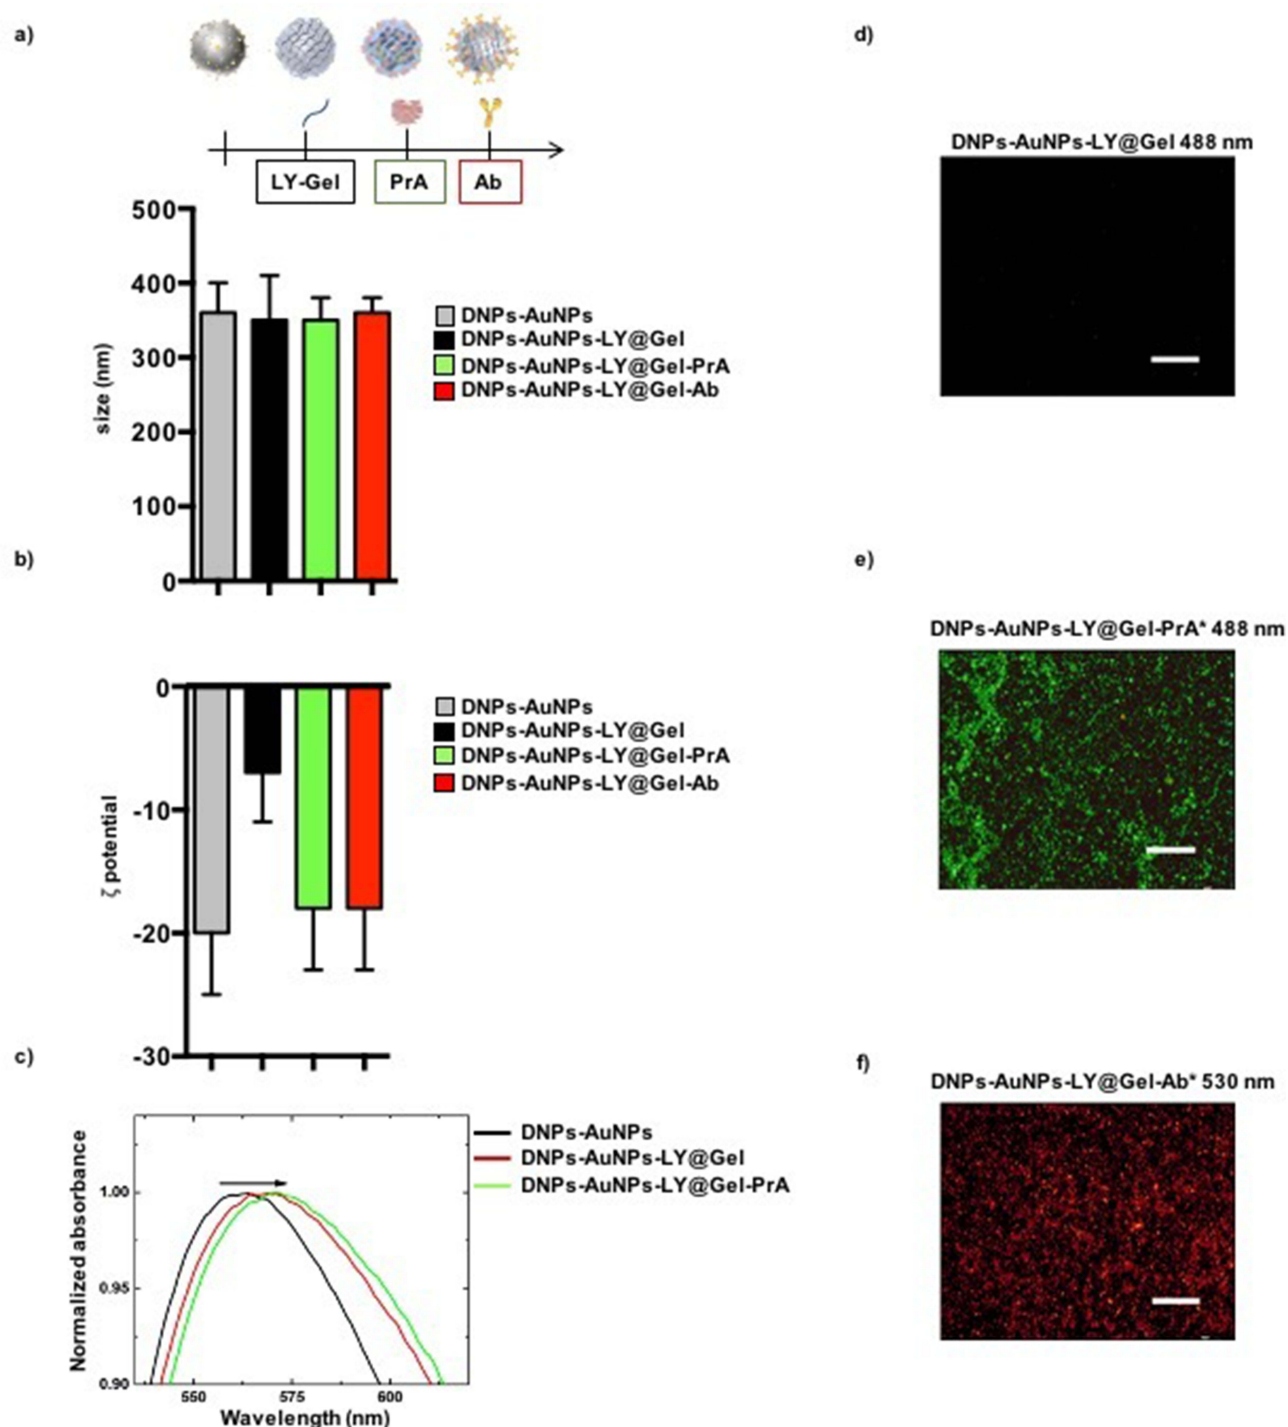 a)
LY-Gel PrA Ab
500
400
300
200
100
0
size (nm)
DNPs-AuNPs
DNPs-AuNPs-LY@Gel
DNPs-AuNPs-LY@Gel-PrA
DNPs-AuNPs-LY@Gel-Ab
b)
0
-10
-20
-30
ζ potential
DNPs-AuNPs
DNPs-AuNPs-LY@Gel
DNPs-AuNPs-LY@Gel-PrA
DNPs-AuNPs-LY@Gel-Ab
c)
1.00
0.95
0.90
Normalized absorbance
550 575 600
Wavelength (nm)
DNPs-AuNPs
DNPs-AuNPs-LY@Gel
DNPs-AuNPs-LY@Gel-PrA
d)
DNPs-AuNPs-LY@Gel 488 nm
e)
DNPs-AuNPs-LY@Gel-PrA* 488 nm
f)
DNPs-AuNPs-LY@Gel-Ab* 530 nm